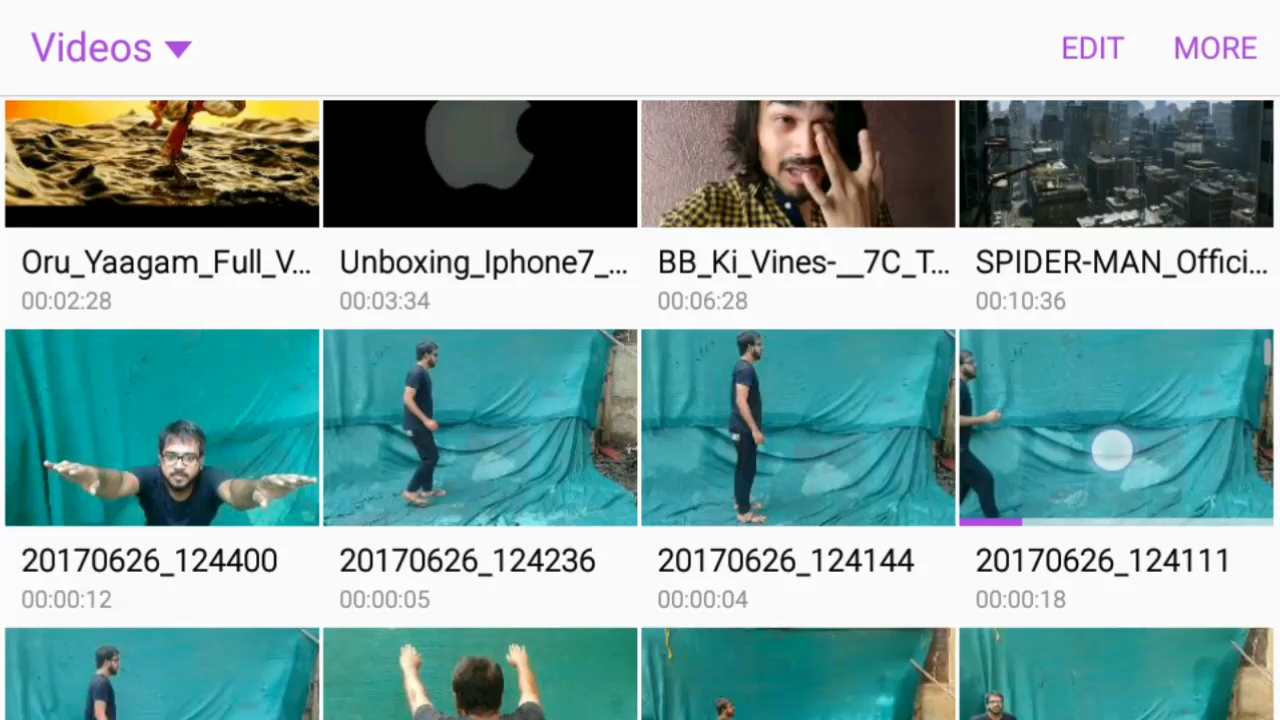 Videos
EDIT MORE
Oru_Yaagam_Full_V... Unboxing_Iphone7_... BB_Ki_Vines-__7C_T... SPIDER-MAN_Offici...
00:02:28 00:03:34 00:06:28 00:10:36
20170626_124400 20170626_124236 20170626_124144 20170626_124111
00:00:12 00:00:05 00:00:04 00:00:18